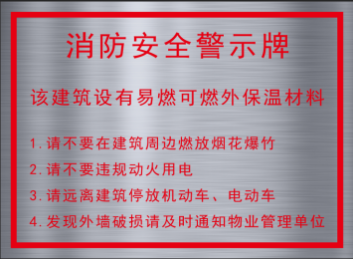 消防安全警示牌
该建筑设有易燃可燃外保温材料
1.请不要在建筑周边燃放烟花爆竹
2.请不要违规动火用电
3.请远离建筑停放机动车、电动车
4.发现外墙破损请及时通知物业管理单位